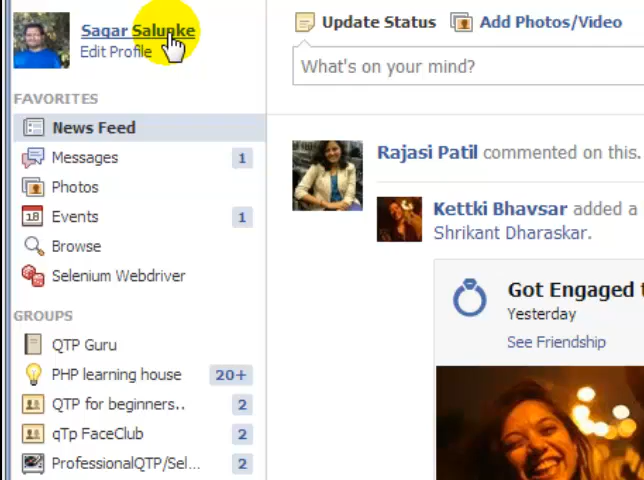 Sagar Salunke
Edit Profile
FAVORITES
News Feed
Messages 1
Photos
18 Events 1
Browse
Selenium Webdriver
GROUPS
QTP Guru
PHP learning house 20+
QTP for beginners.. 2
qTp FaceClub 2
ProfessionalQTP/Sel... 2
Update Status Add Photos/Video
What's on your mind?
Rajasi Patil commented on this.
Kettki Bhavsar added a
Shrikant Dharaskar.
Got Engaged t
Yesterday
See Friendship